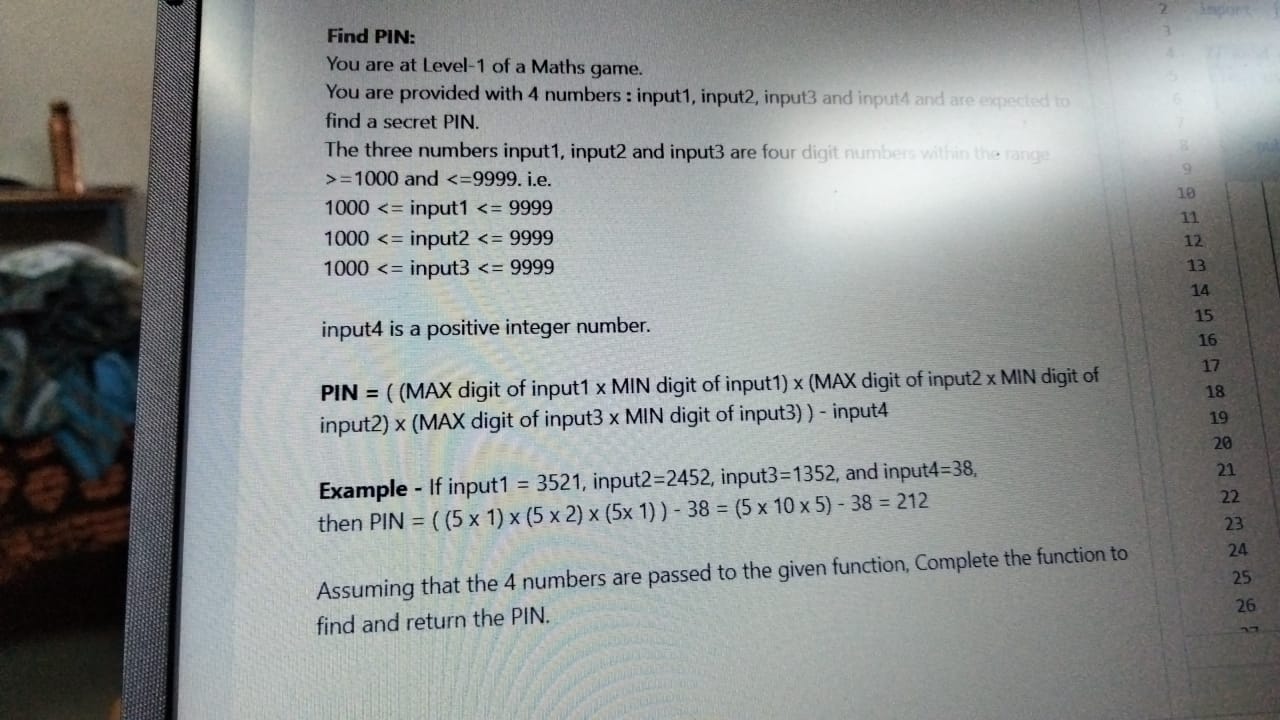 Find PIN:
You are at Level-1 of a Maths game.
You are provided with 4 numbers : input1, input2, input3 and input4 and are expected to
find a secret PIN.
The three numbers input1, input2 and input3 are four digit numbers within the range
>=1000 and <=9999. i.e.
1000 <= input1 <= 9999
1000 <= input2 <= 9999
1000 <= input3 <= 9999
input4 is a positive integer number.
PIN = ( (MAX digit of input1 x MIN digit of input1) x (MAX digit of input2 x MIN digit of
input2) x (MAX digit of input3 x MIN digit of input3) ) - input4
Example - If input1 = 3521, input2=2452, input3=1352, and input4=38,
then PIN = ( (5 x 1) x (5 x 2) x (5x 1) ) - 38 = (5 x 10 x 5) - 38 = 212
Assuming that the 4 numbers are passed to the given function, Complete the function to
find and return the PIN.
2 import
3
4
5
6
7
8
9
10
11
12
13
14
15
16
17
18
19
20
21
22
23
24
25
26